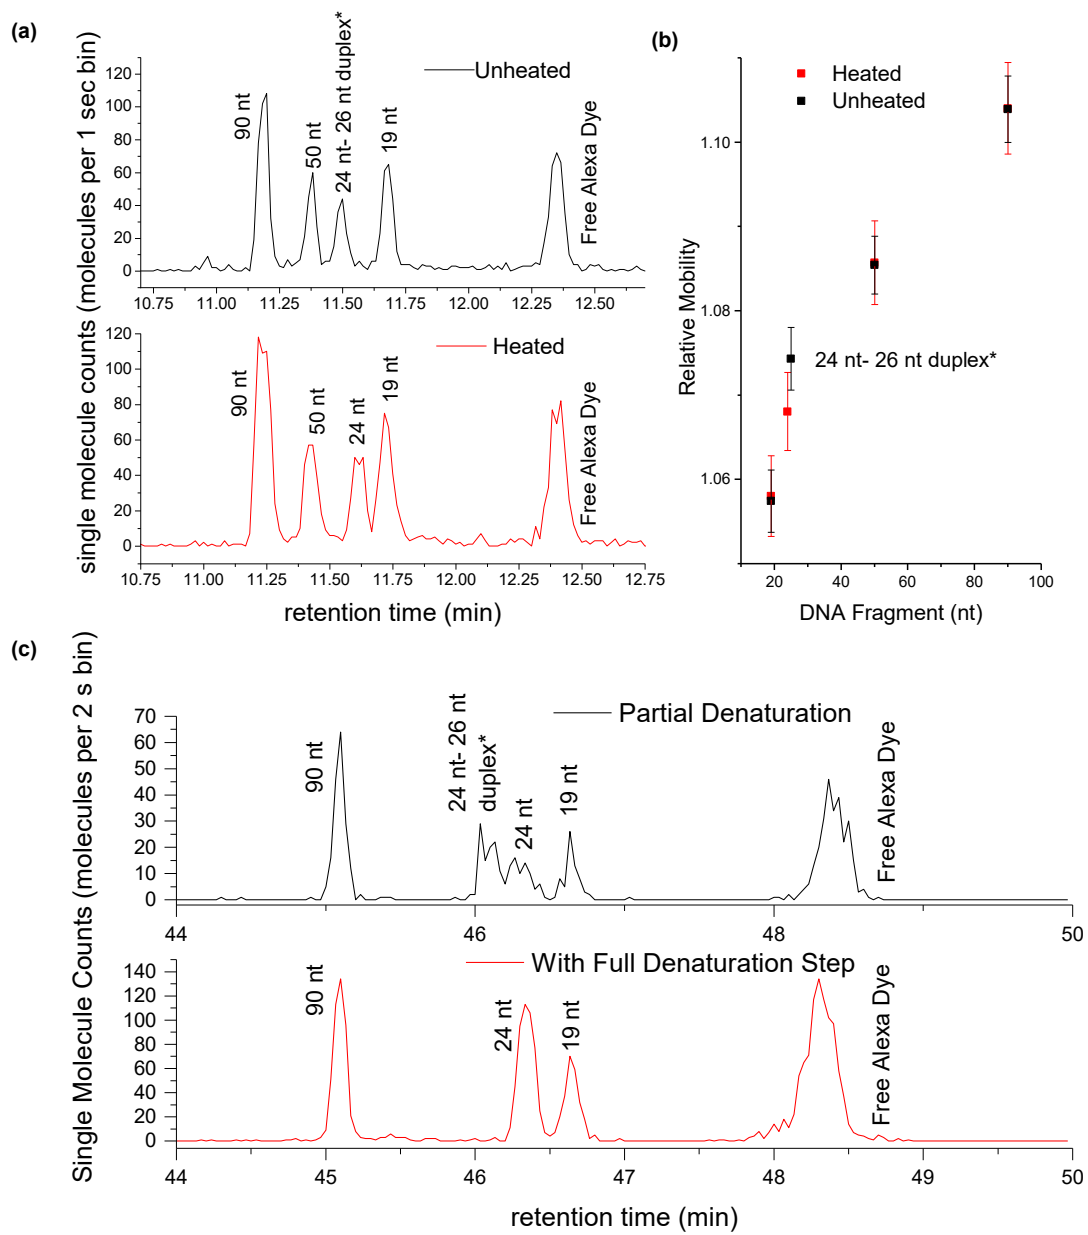 (a)
single molecule counts (molecules per 1 sec bin)
Unheated
90 nt
50 nt
24 nt- 26 nt duplex*
19 nt
Free Alexa Dye
120
100
80
60
40
20
0
10.75
11.00
11.25
11.50
11.75
12.00
12.25
12.50
Heated
90 nt
50 nt
24 nt
19 nt
Free Alexa Dye
120
100
80
60
40
20
0
10.75
11.00
11.25
11.50
11.75
12.00
12.25
12.50
12.75
retention time (min)
(b)
Heated
Unheated
24 nt- 26 nt duplex*
Relative Mobility
1.10
1.08
1.06
20
40
60
80
100
DNA Fragment (nt)
(c)
Single Molecule Counts (molecules per 2 s bin)
Partial Denaturation
90 nt
24 nt- 26 nt
duplex*
24 nt
19 nt
Free Alexa Dye
70
60
50
40
30
20
10
0
44
46
48
50
With Full Denaturation Step
90 nt
24 nt
19 nt
Free Alexa Dye
140
120
100
80
60
40
20
0
44
45
46
47
48
49
50
retention time (min)